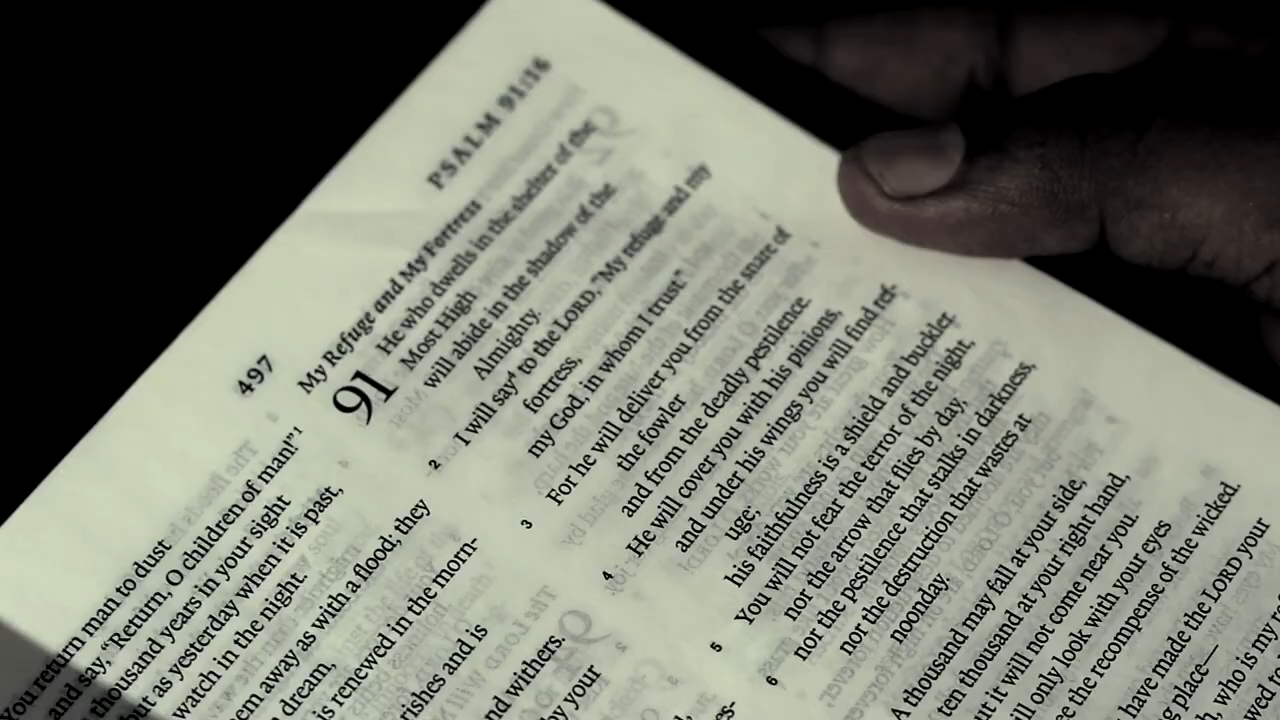 497
PSALM 91:16
You return man to dust
and say, "Return, O children of man!"1
thousand years in your sight
but as yesterday when it is past,
watch in the night.
away as with a flood; they
dream,
is renewed in the morn-
and is
and withers.
by your
My Refuge and My Fortress
91 He who dwells in the shelter of the
Most High
will abide in the shadow of the
Almighty.
2 I will say4 to the LORD, "My refuge and my
fortress,
my God, in whom I trust."
3 For he will deliver you from the snare of
the fowler
and from the deadly pestilence.
4 He will cover you with his pinions,
and under his wings you will find ref-
uge;
his faithfulness is a shield and buckler.
5 You will not fear the terror of the night,
nor the arrow that flies by day,
6 nor the pestilence that stalks in darkness,
nor the destruction that wastes at
noonday.
A thousand may fall at your side,
ten thousand at your right hand,
but it will not come near you.
will only look with your eyes
see the recompense of the wicked.
have made the LORD your
place—
who is my